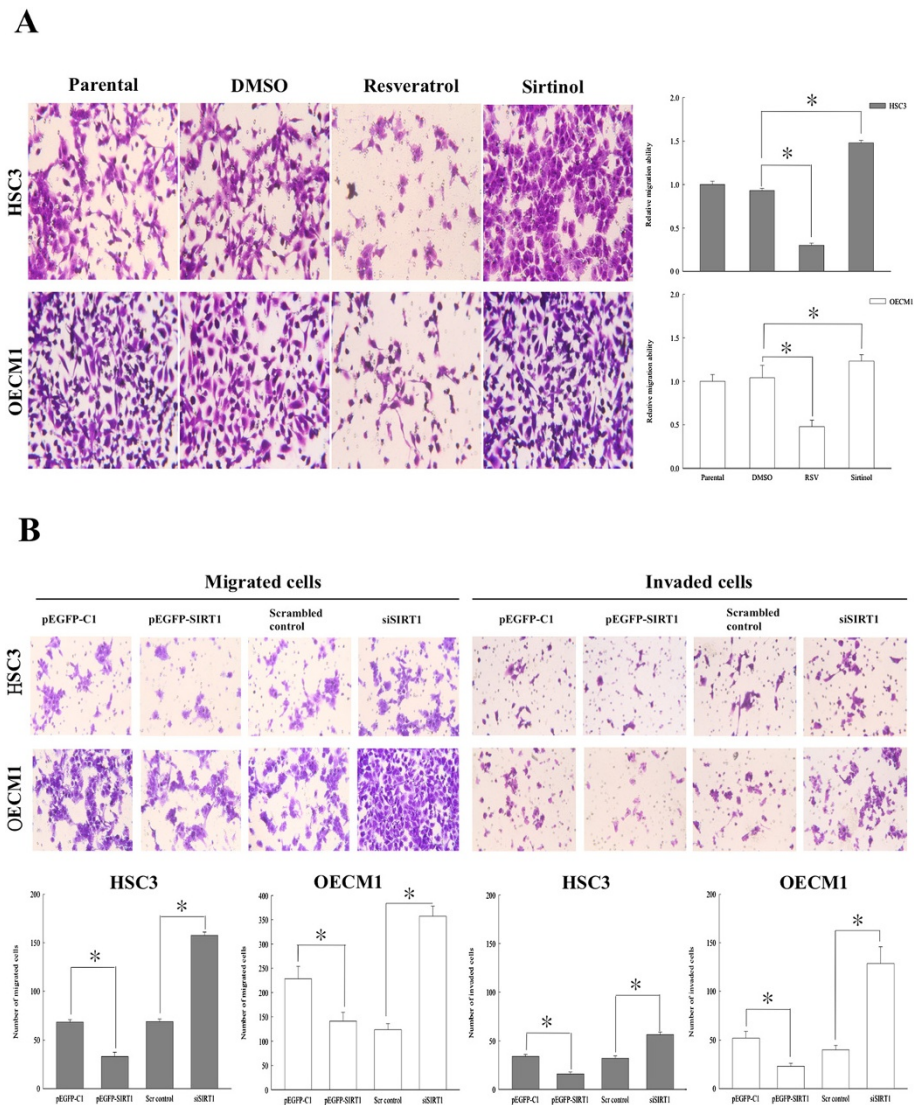 A
Parental DMSO Resveratrol Sirtinol
HSC3
OECM1
Relative migration ability
2.0
1.5
1.0
0.5
0.0
HSC3
*
*
Relative migration ability
2.0
1.5
1.0
0.5
0.0
OECM1
*
*
Parental DMSO RSV Sirtinol
B
Migrated cells Invaded cells
pEGFP-C1 pEGFP-SIRT1 Scrambled control siSIRT1 pEGFP-C1 pEGFP-SIRT1 Scrambled control siSIRT1
HSC3
OECM1
HSC3
Number of migrated cells
200
150
100
50
0
*
*
pEGFP-C1 pEGFP-SIRT1 Scr control siSIRT1
OECM1
Number of migrated cells
400
350
300
250
200
150
100
50
0
*
*
pEGFP-C1 pEGFP-SIRT1 Scr control siSIRT1
HSC3
Number of invaded cells
200
150
100
50
0
*
*
pEGFP-C1 pEGFP-SIRT1 Scr control siSIRT1
OECM1
Number of invaded cells
200
150
100
50
0
*
*
pEGFP-C1 pEGFP-SIRT1 Scr control siSIRT1